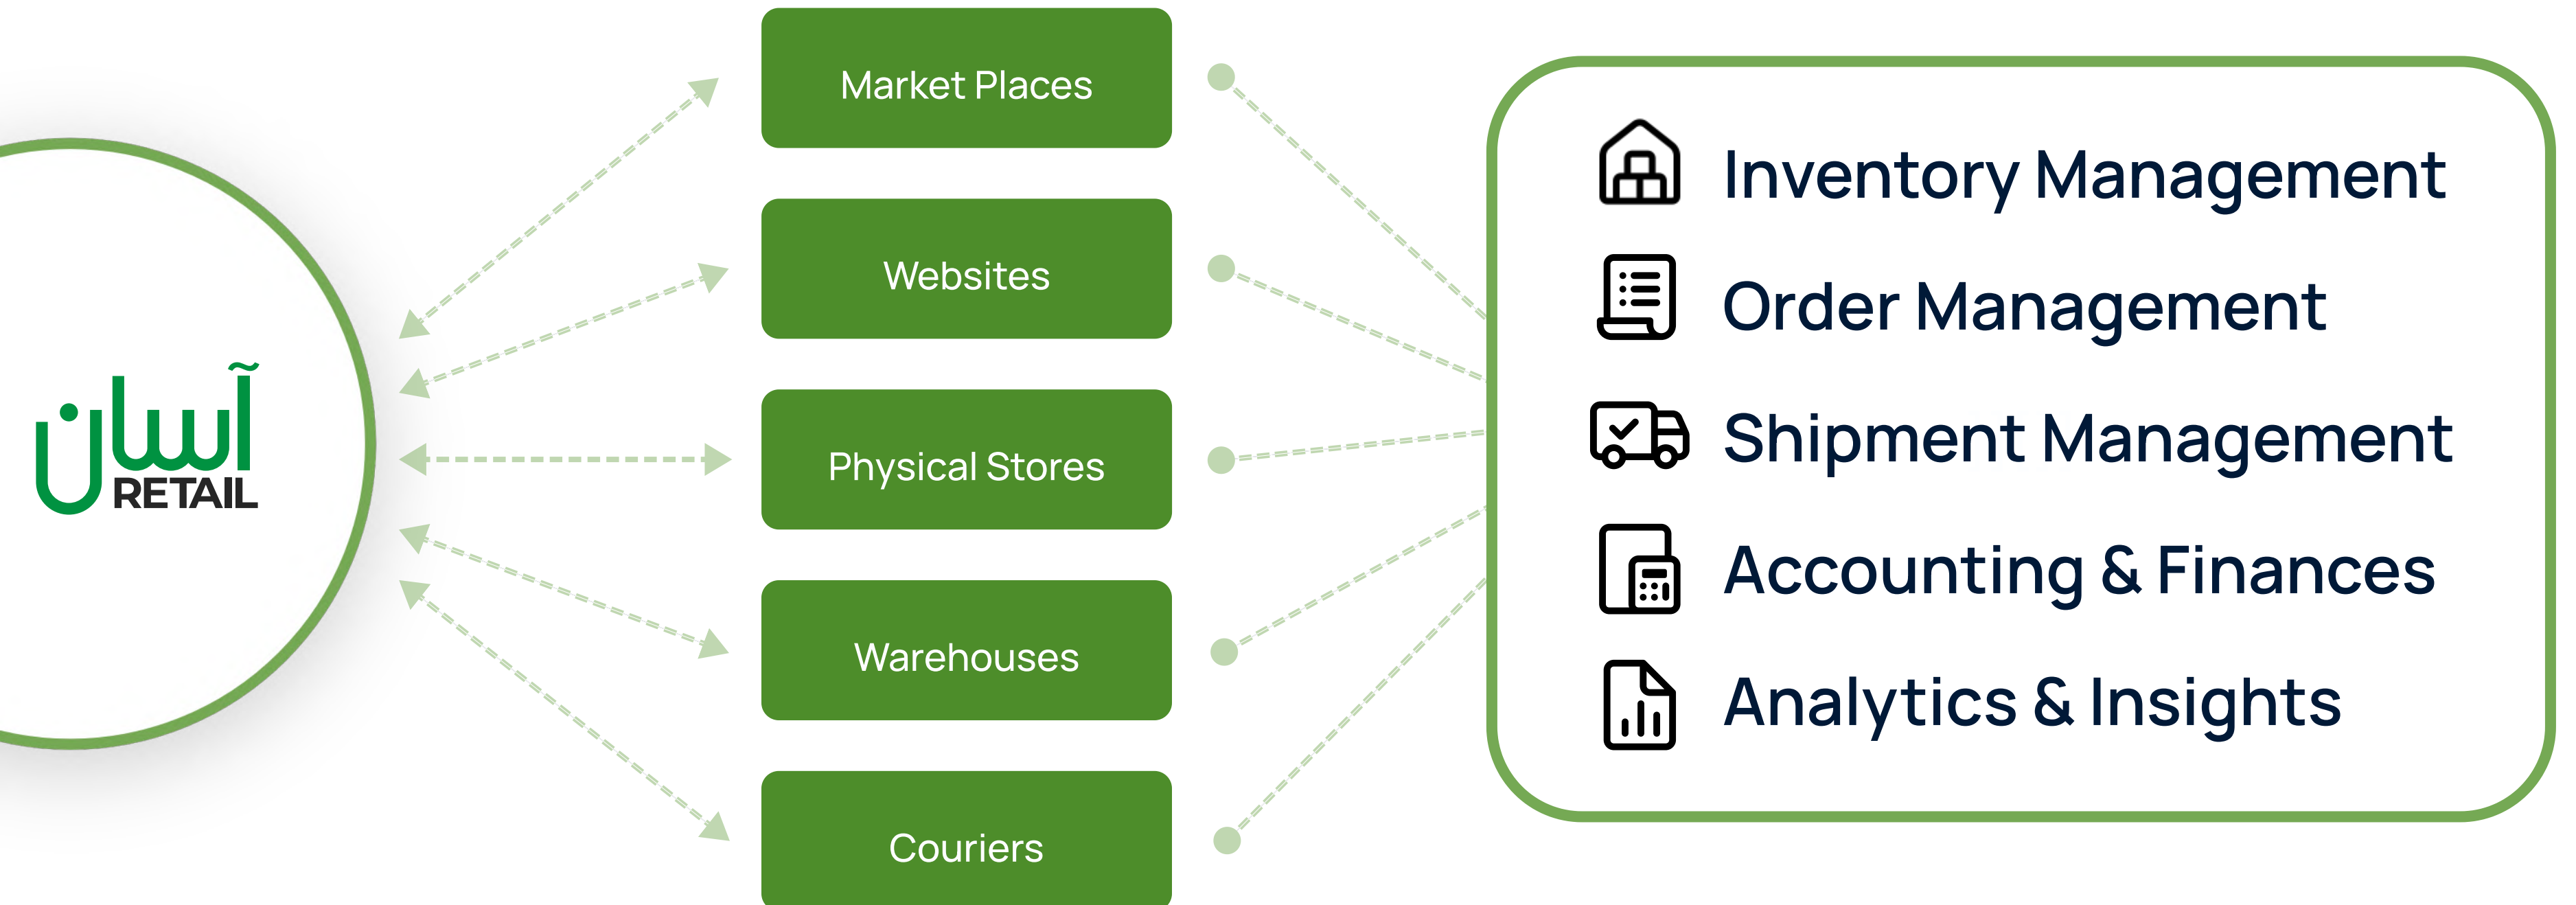 آسان
RETAIL
Market Places
Websites
Physical Stores
Warehouses
Couriers
Inventory Management
Order Management
Shipment Management
Accounting & Finances
Analytics & Insights